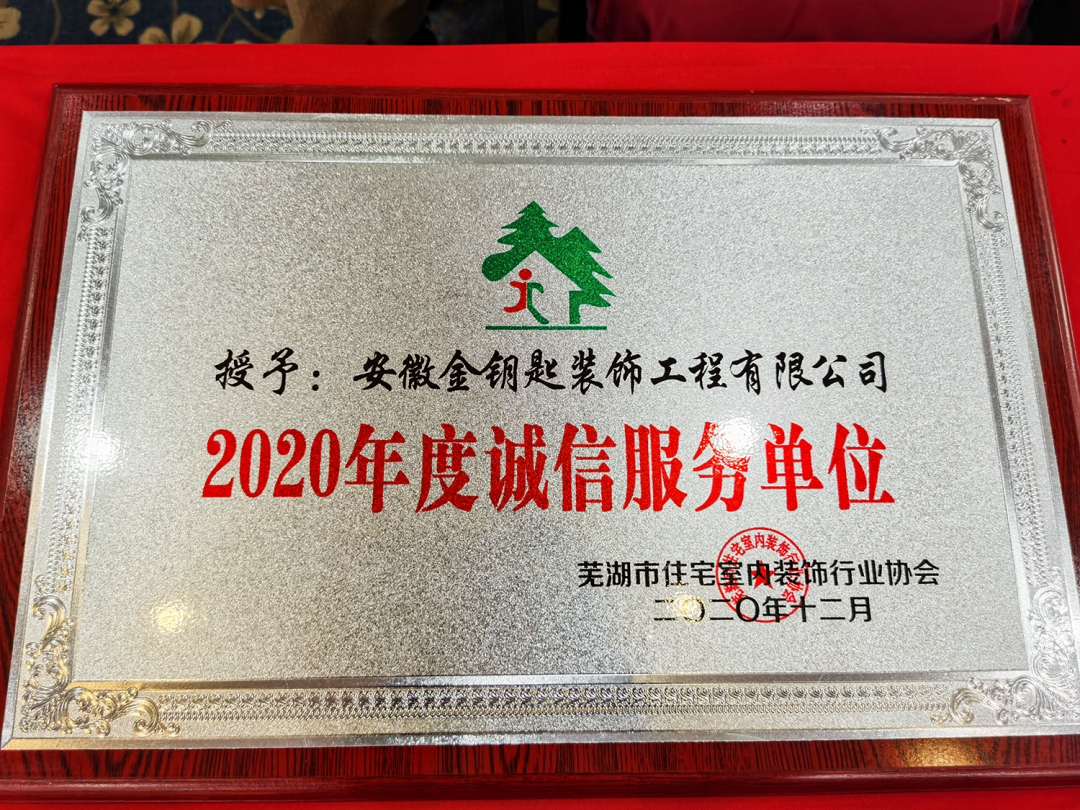 授予：安徽金钥匙装饰工程有限公司
2020年度诚信服务单位
芜湖市住宅室内装饰行业协会
二〇二〇年十二月